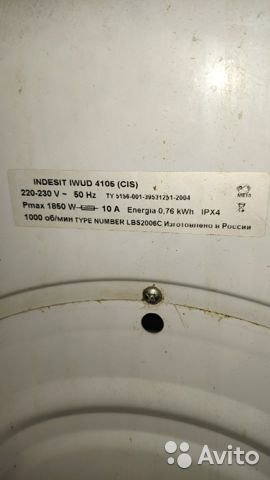 INDESIT IWUD 4105 (CIS)
220-230 V ~ 50 Hz ТУ 5156-001-39531251-2004
Pmax 1850 W 10 A Energia 0,76 kWh IPX4
1000 об/мин TYPE NUMBER LB52006C Изготовлено в России
Avito